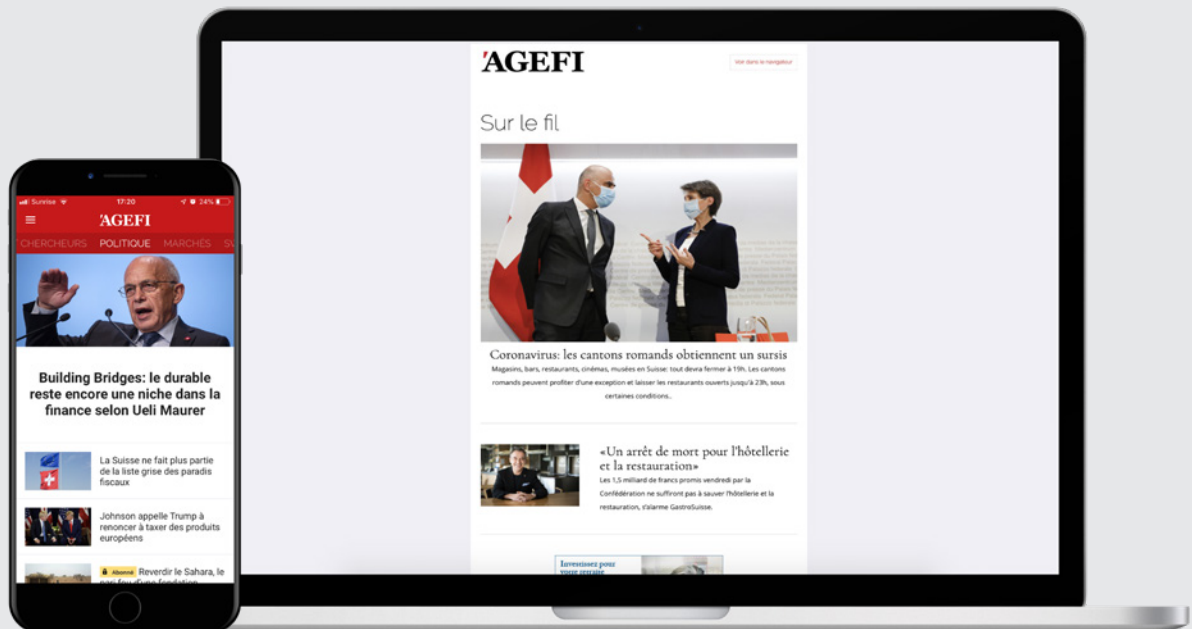 Sunrise
17:20
24%
'AGEFI
CHERCHEURS POLITIQUE MARCHÉS
Building Bridges: le durable
reste encore une niche dans la
finance selon Ueli Maurer
La Suisse ne fait plus partie
de la liste grise des paradis
fiscaux
Johnson appelle Trump à
renoncer à taxer des produits
européens
Abonné Reverdir le Sahara, le
pari fou d'une fondation
'AGEFI
Voir dans le navigateur
Sur le fil
Coronavirus: les cantons romands obtiennent un sursis
Magasins, bars, restaurants, cinémas, musées en Suisse: tout devra fermer à 19h. Les cantons
romands peuvent profiter d'une exception et laisser les restaurants ouverts jusqu'à 23h, sous
certaines conditions..
«Un arrêt de mort pour l'hôtellerie
et la restauration»
Les 1,5 milliard de francs promis vendredi par la
Confédération ne suffiront pas à sauver l'hôtellerie et la
restauration, s'alarme GastroSuisse.
Investissez pour
votre retraite